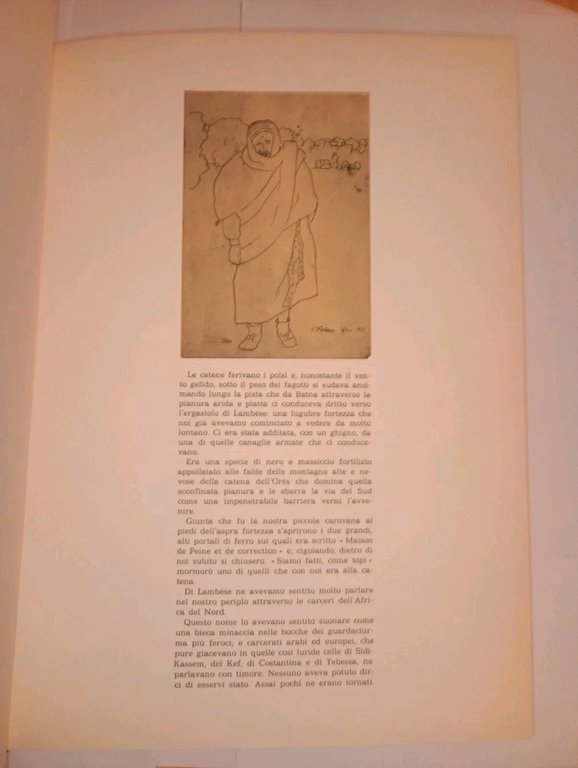 Le catene ferivano i polsi e, nonostante il ven-
to gelido, sotto il peso dei fagotti si sudava ansi-
mando lungo la pista che da Batna attraverso la
pianura arida e piatta ci conduceva dritto verso
l'ergastolo di Lambèse: una lugubre fortezza che
noi già avevamo cominciato a vedere da molto
lontano. Ci era stata additata, con un ghigno, da
una di quelle canaglie armate che ci conduce-
vano.
Era una specie di nero e massiccio fortilizio
appollaiato alle falde delle montagne alte e ne-
vose della catena dell'Orès che domina quella
sconfinata pianura e le sbarra la via del Sud
come una impenetrabile barriera verso l'avve-
nire.
Giunta che fu la nostra piccola carovana ai
piedi dell'aspra fortezza s'aprirono i due grandi,
alti portali di ferro sui quali era scritto « Maison
de Peine et de correction » e, cigolando, dietro di
noi subito si chiusero. « Siamo fatti, come topi »
mormorò uno di quelli che con noi era alla ca-
tena.
Di Lambèse ne avevamo sentito molto parlare
nel nostro periplo attraverso le carceri dell'Afri-
ca del Nord.
Questo nome lo avevamo sentito suonare come
una bieca minaccia nelle bocche dei guardaciur-
ma più feroci; e carcerati arabi ed europei, che
pure giacevano in quelle così luride celle di Sidi-
Kassem, del Kef, di Costantina e di Tebessa, ne
parlavano con timore. Nessuno aveva potuto dir-
ci di esservi stato. Assai pochi ne erano tornati.